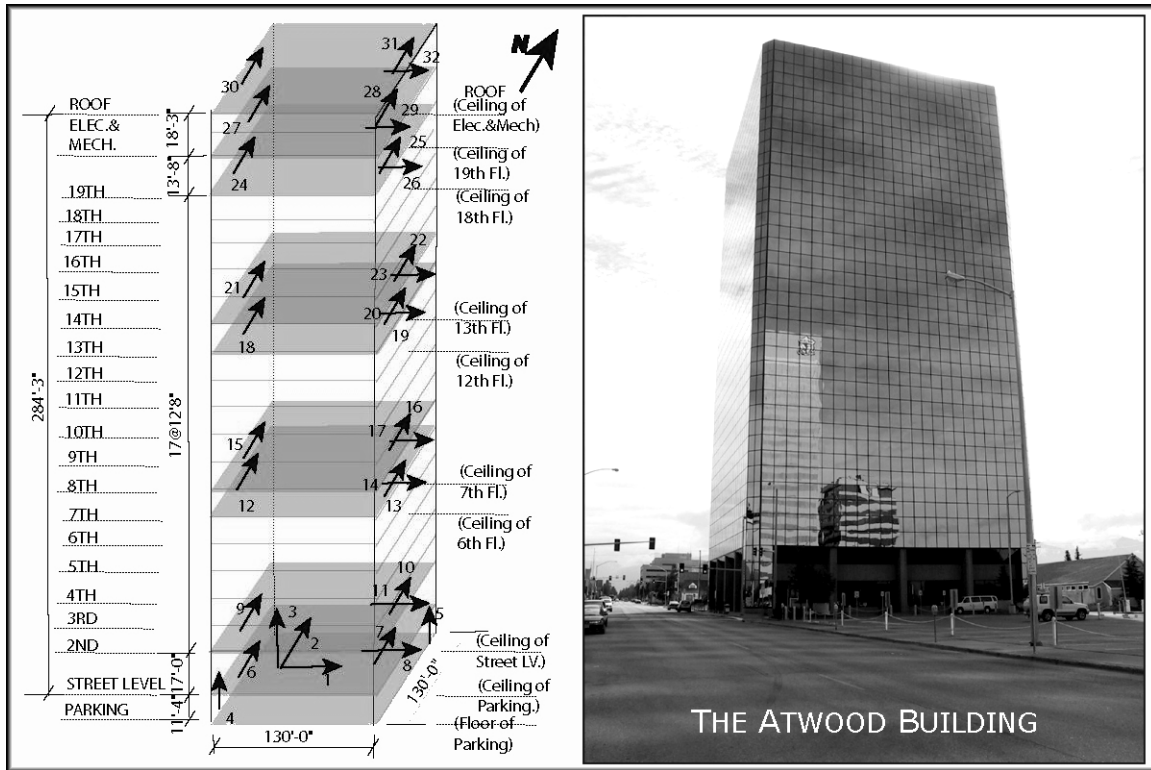 N
31
32
30
28
ROOF
ROOF
(Ceiling of
Elec.&Mech)
ELEC.&
MECH.
18'-3"
27
29
25
(Ceiling of
19th Fl.)
13'-8"
24
26
19TH
(Ceiling of
18th Fl.)
18TH
17TH
22
16TH
23
15TH
21
14TH
20
(Ceiling of
13th Fl.)
13TH
18
19
12TH
(Ceiling of
12th Fl.)
284'-3"
17@12'8"
11TH
10TH
16
15
17
9TH
8TH
14
(Ceiling of
7th Fl.)
12
13
7TH
6TH
(Ceiling of
6th Fl.)
5TH
10
4TH
11
9
3
5
3RD
2ND
2
7
(Ceiling of
Street LV.)
6
8
1
STREET LEVEL
17'-0"
130'-0"
(Ceiling of
Parking.)
PARKING
11'-4"
4
(Floor of
Parking)
130'-0"
THE ATWOOD BUILDING